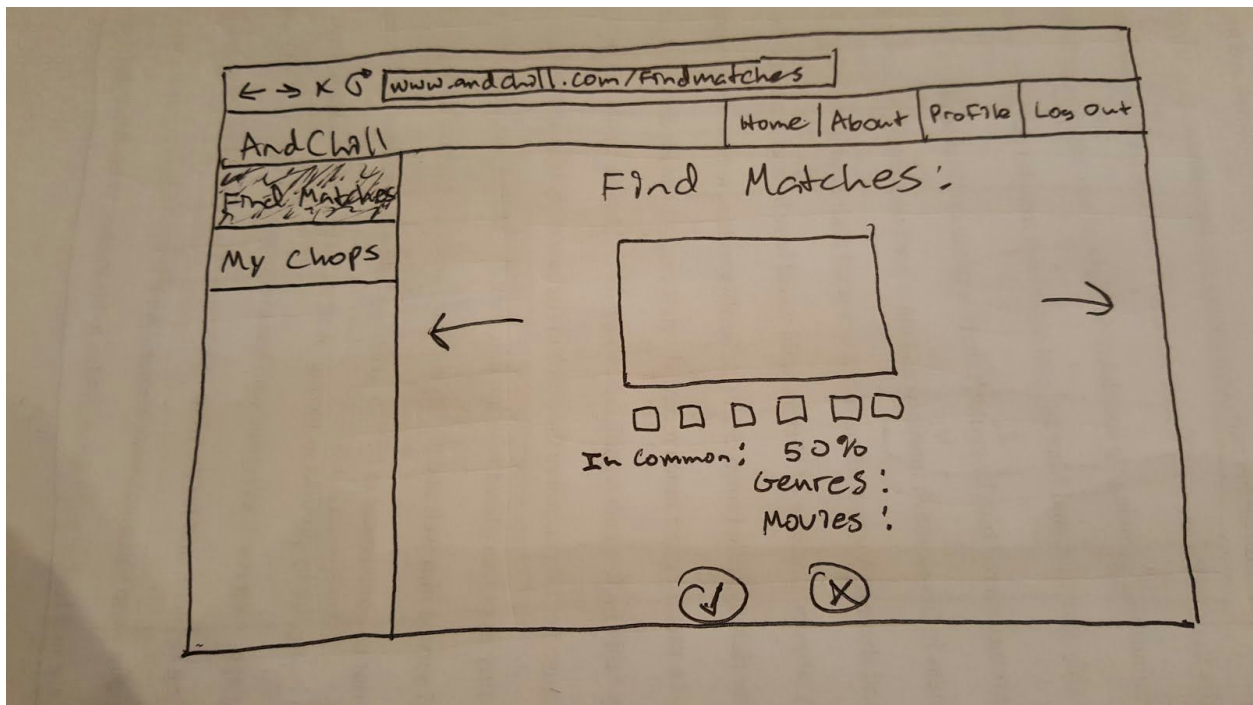 www.andchill.com/Findmatches
Home About Profile Log Out
AndChill
Find Matches
My Chops
Find Matches:
In Common: 50%
Genres:
Movies: